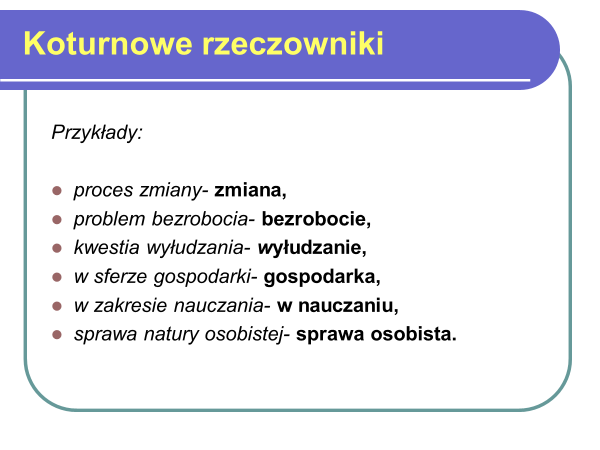 Koturnowe rzeczowniki
Przykłady:
proces zmiany- zmiana,
problem bezrobocia- bezrobocie,
kwestia wyłudzania- wyłudzanie,
w sferze gospodarki- gospodarka,
w zakresie nauczania- w nauczaniu,
sprawa natury osobistej- sprawa osobista.